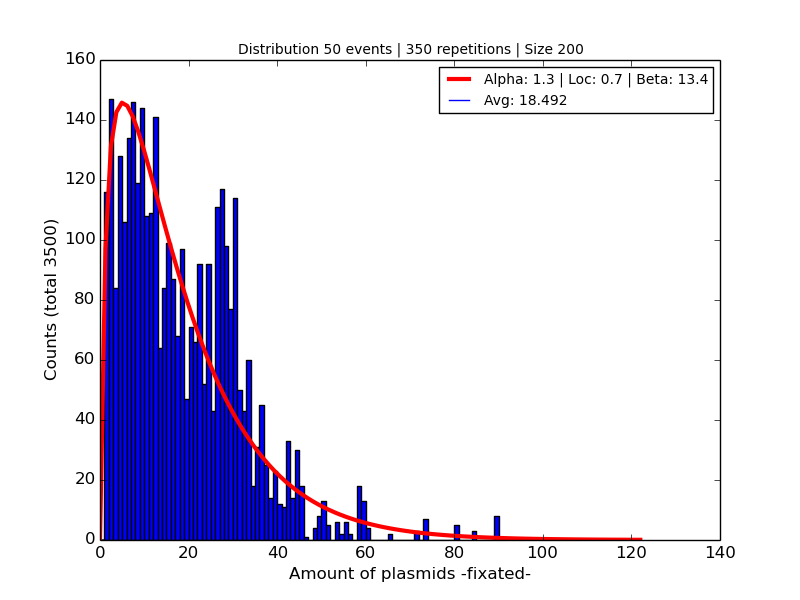 Distribution 50 events | 350 repetitions | Size 200
Alpha: 1.3 | Loc: 0.7 | Beta: 13.4
Avg: 18.492
160
140
120
100
80
60
40
20
0
Counts (total 3500)
0 20 40 60 80 100 120 140
Amount of plasmids -fixated-